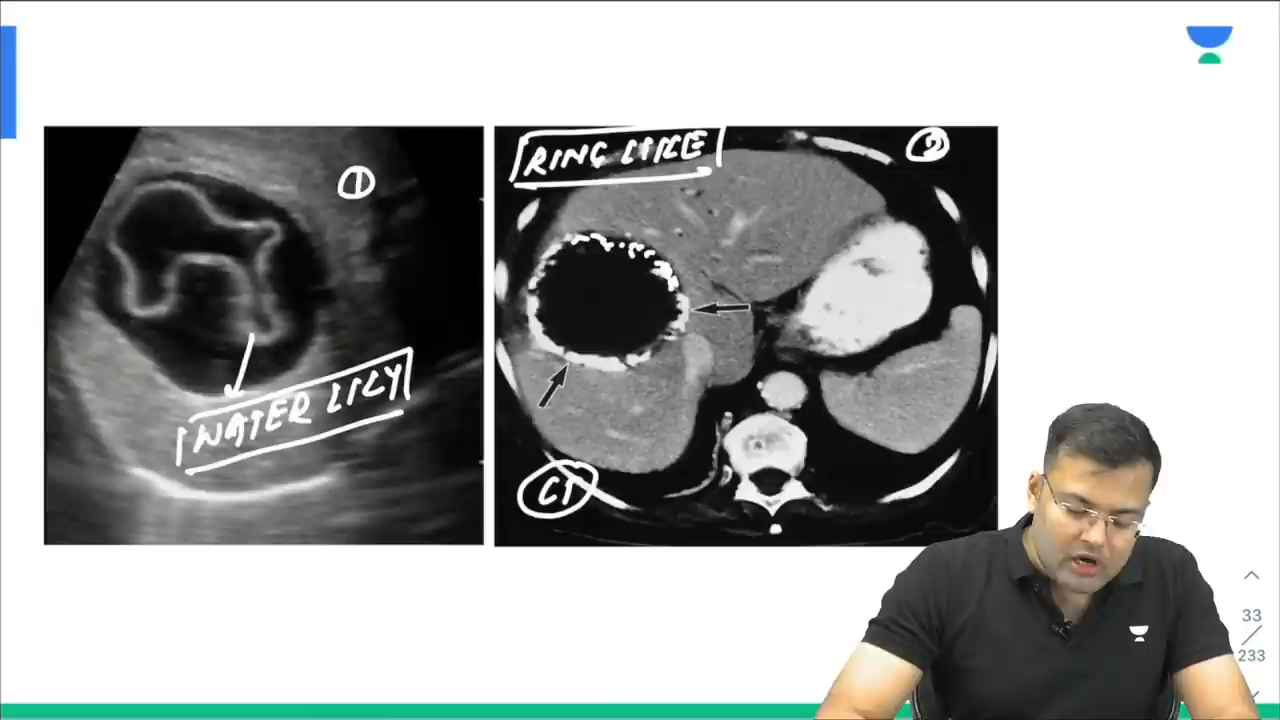 ①
WATER LILY
RING LIKE
②
CT
33
/
233